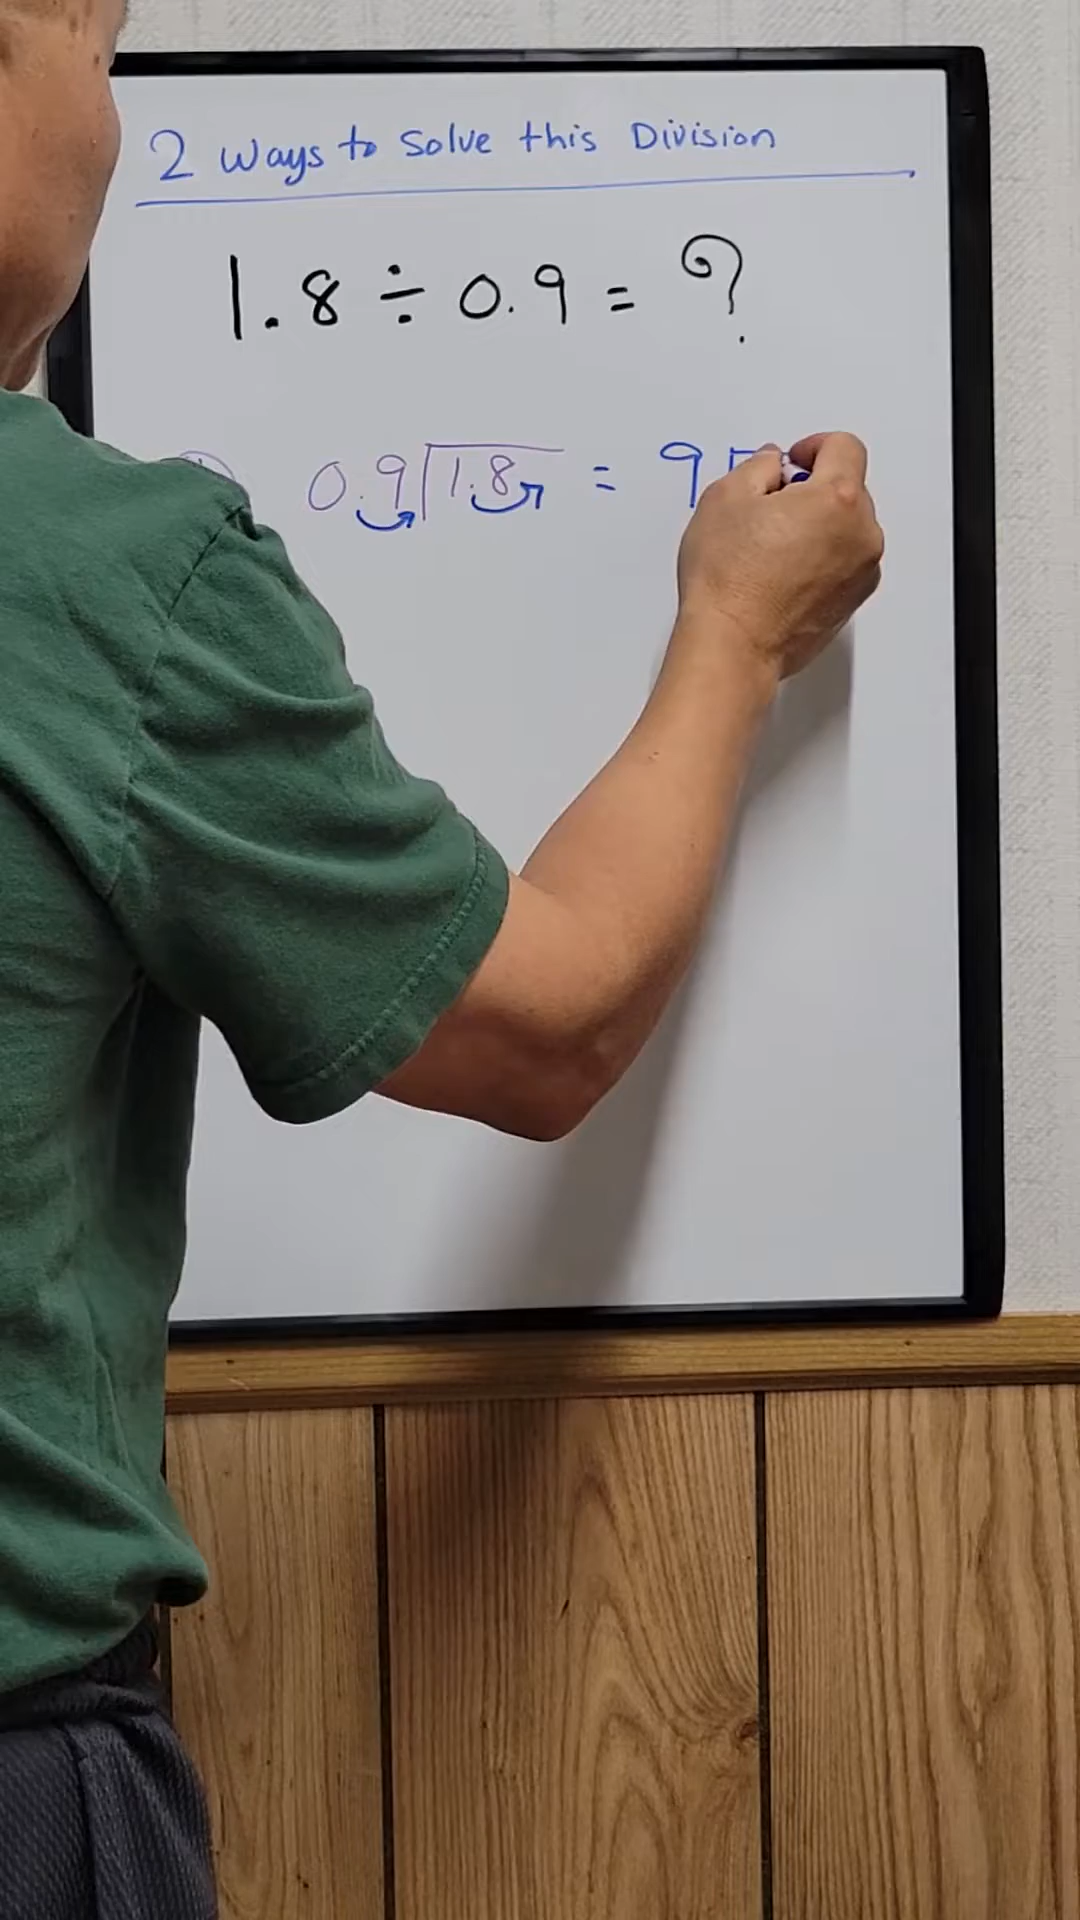 2 Ways to Solve this Division
1.8 ÷ 0.9 = ?
0.9 1.8 = 9